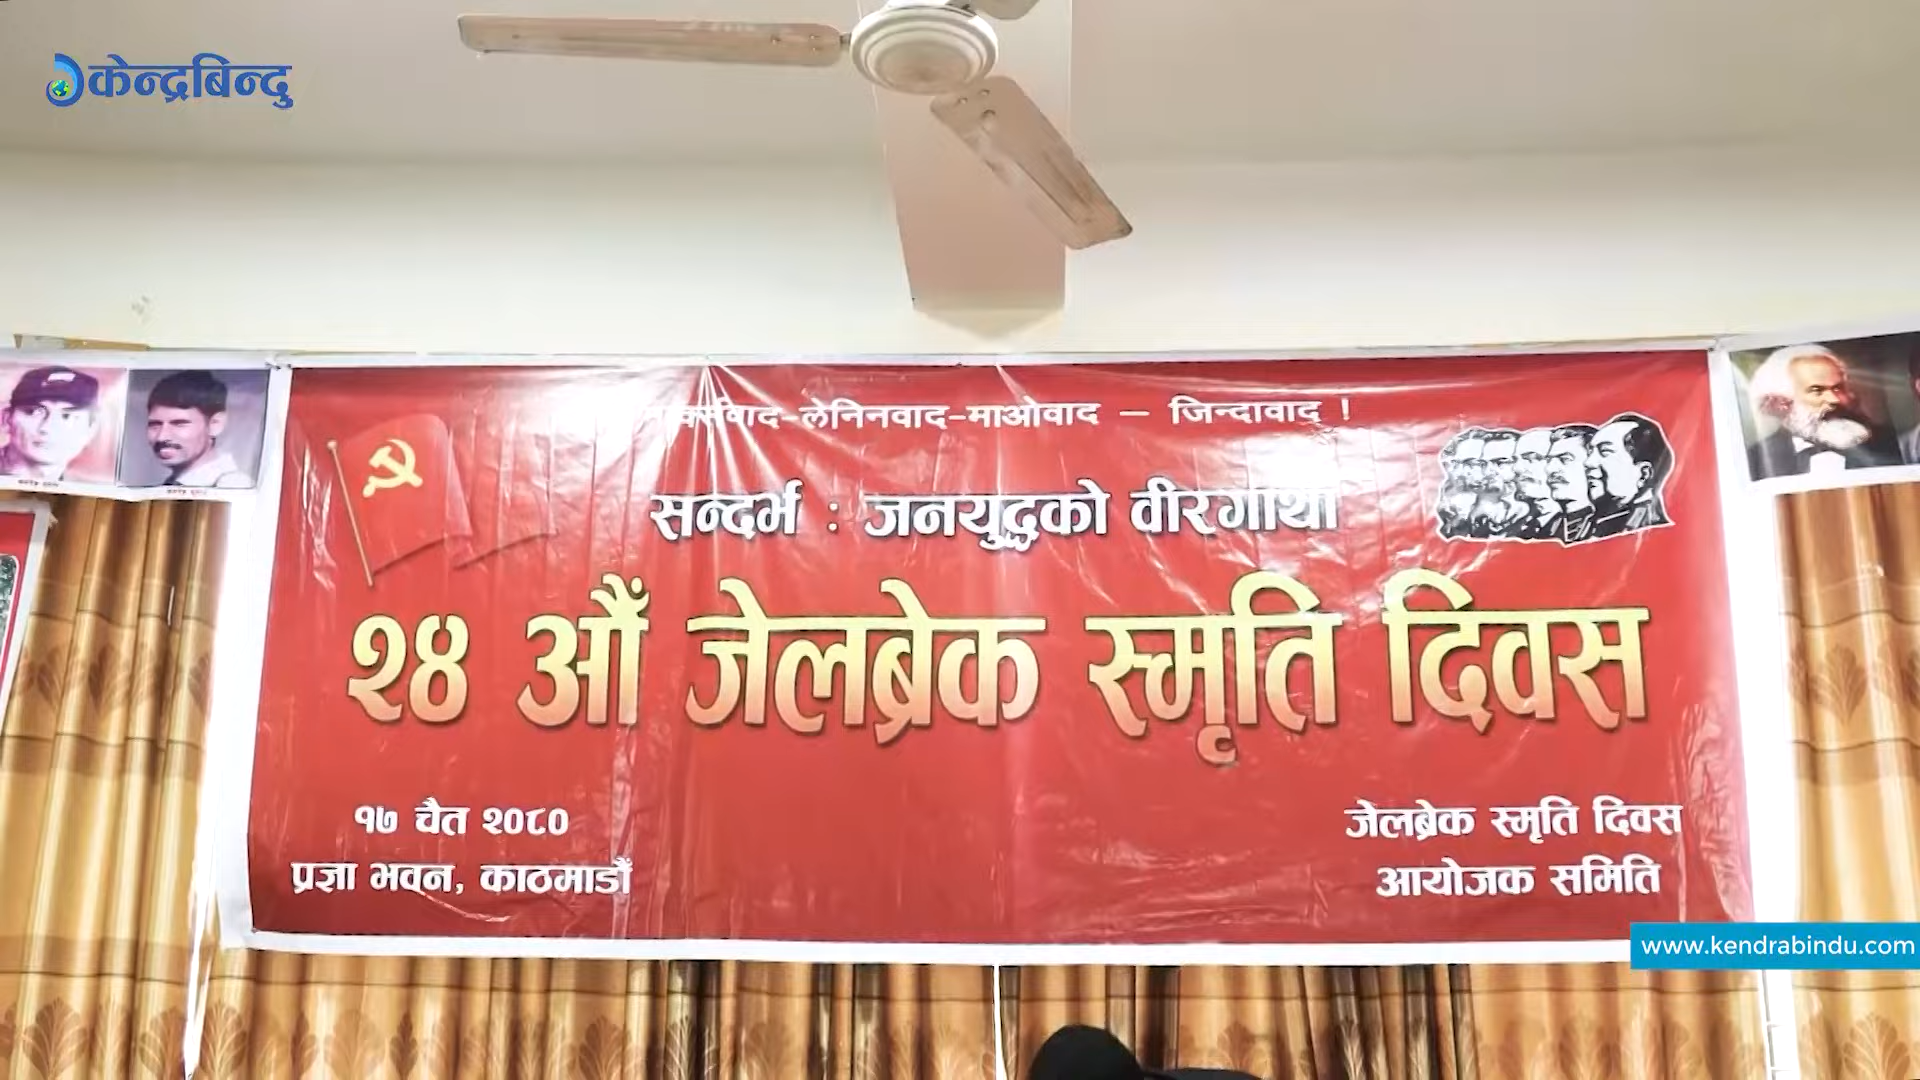 केन्द्रबिन्दु
मार्क्सवाद-लेनिनवाद-माओवाद – जिन्दावाद !
सन्दर्भ : जनयुद्धको वीरगाथा
२४ औं जेलब्रेक स्मृति दिवस
१७ चैत २०८०
प्रज्ञा भवन, काठमाडौं
जेलब्रेक स्मृति दिवस
आयोजक समिति
www.kendrabindu.com